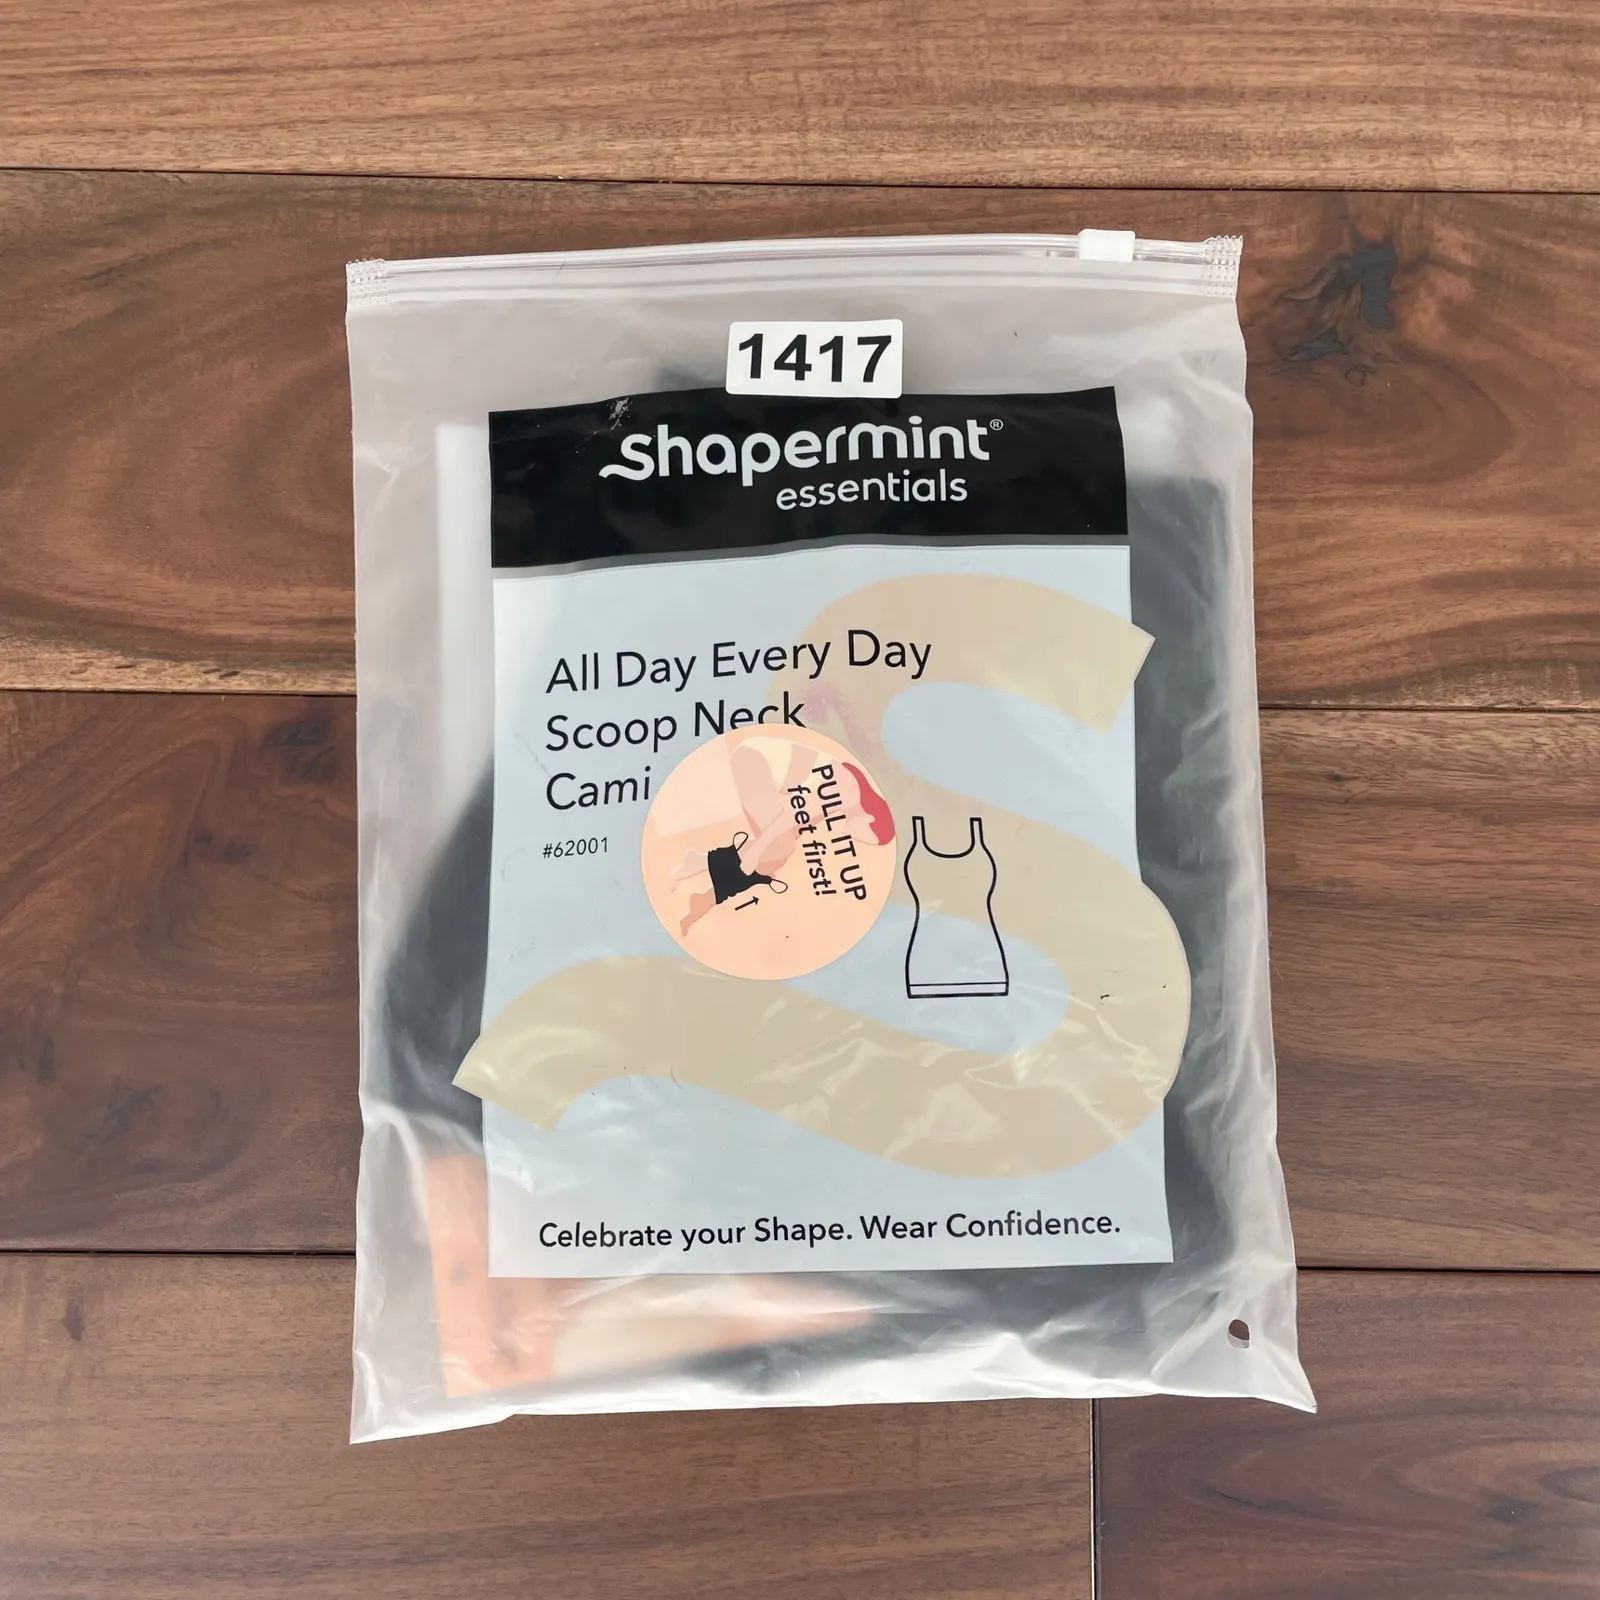 1417
shapermint®
essentials
All Day Every Day
Scoop Neck
Cami
#62001
PULL IT UP
feet first!
Celebrate your Shape. Wear Confidence.